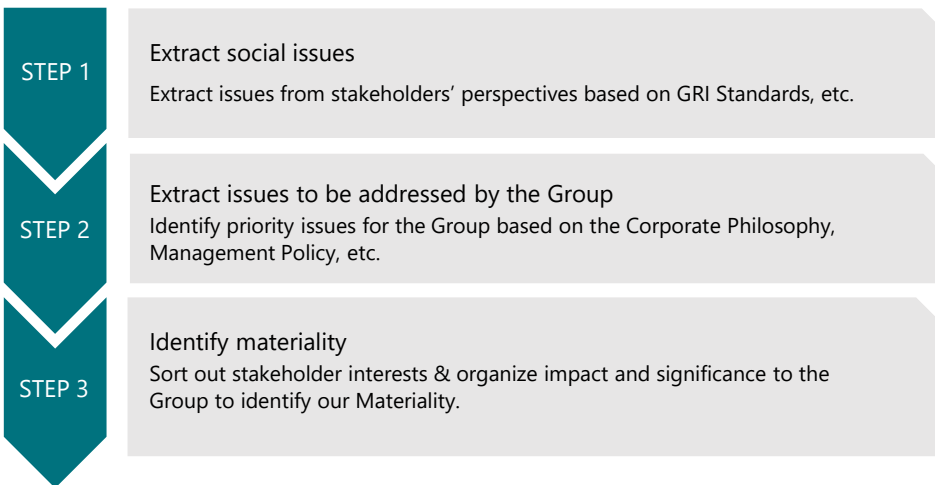 STEP 1
Extract social issues
Extract issues from stakeholders’ perspectives based on GRI Standards, etc.
STEP 2
Extract issues to be addressed by the Group
Identify priority issues for the Group based on the Corporate Philosophy,
Management Policy, etc.
STEP 3
Identify materiality
Sort out stakeholder interests & organize impact and significance to the
Group to identify our Materiality.